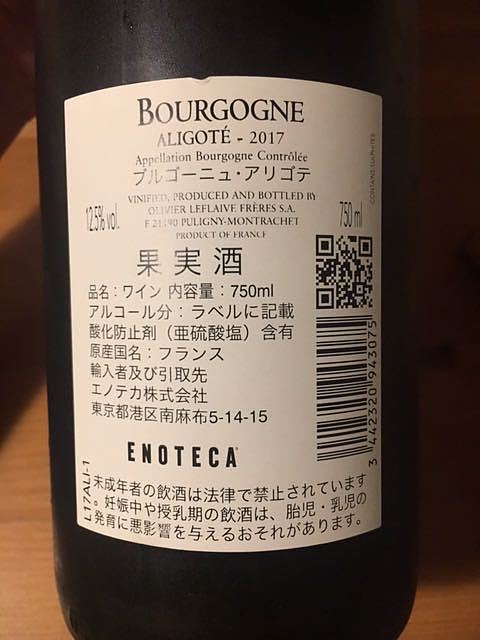 BOURGOGNE
ALIGOTÉ - 2017
Appellation Bourgogne Contrôlée
ブルゴーニュ・アリゴテ
VINIFIED, PRODUCED AND BOTTLED BY
OLIVIER LEFLAIVE FRÈRES S.A.
F 21190 PULIGNY-MONTRACHET
PRODUCT OF FRANCE
12.5% vol.
750 ml
CONTAINS SULPHITES
果実酒
品名：ワイン 内容量：750ml
アルコール分：ラベルに記載
酸化防止剤（亜硫酸塩）含有
原産国名：フランス
輸入者及び引取先
エノテカ株式会社
東京都港区南麻布5-14-15
3 442320 943075
ENOTECA
L17ALI-1
未成年者の飲酒は法律で禁止されています
。妊娠中や授乳期の飲酒は、胎児・乳児の
発育に悪影響を与えるおそれがあります。